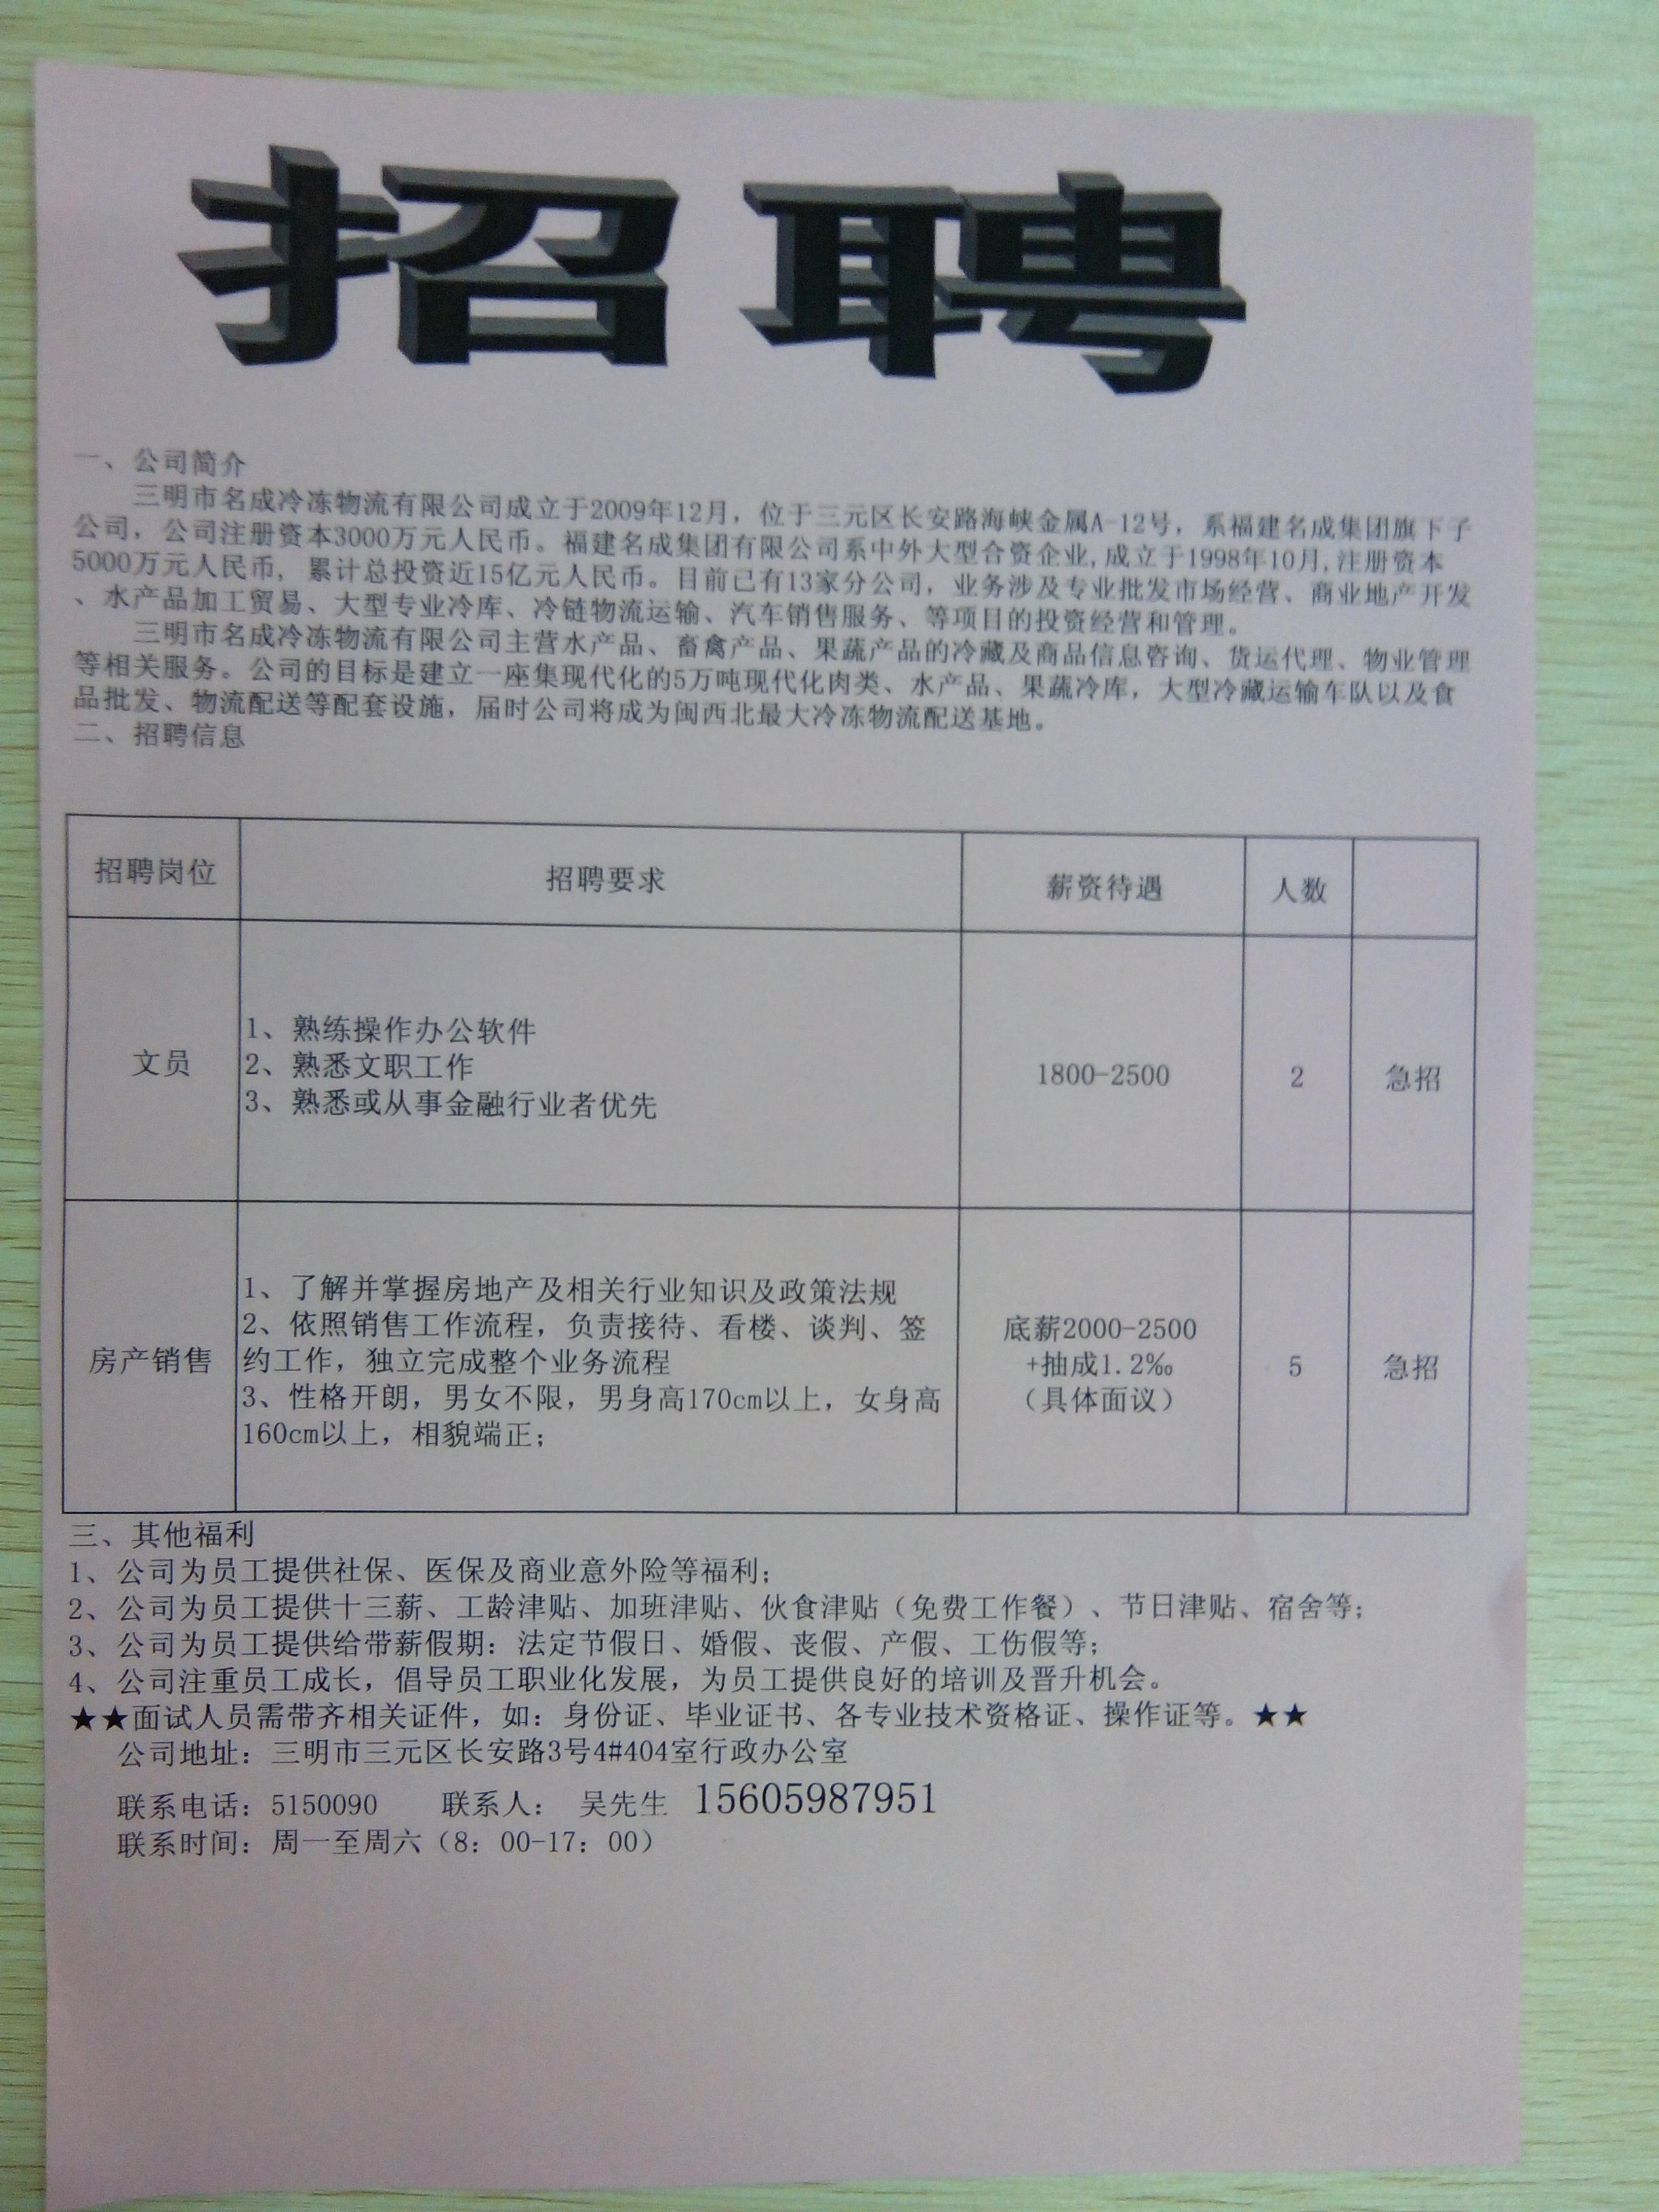 招聘
一、公司简介
三明市名成冷冻物流有限公司成立于2009年12月，位于三元区长安路海峡金属A-12号，系福建名成集团旗下子
公司，公司注册资本3000万元人民币。福建名成集团有限公司系中外大型合资企业,成立于1998年10月,注册资本
5000万元人民币, 累计总投资近15亿元人民币。目前已有13家分公司，业务涉及专业批发市场经营、商业地产开发
、水产品加工贸易、大型专业冷库、冷链物流运输、汽车销售服务、等项目的投资经营和管理。
三明市名成冷冻物流有限公司主营水产品、畜禽产品、果蔬产品的冷藏及商品信息咨询、货运代理、物业管理
等相关服务。公司的目标是建立一座集现代化的5万吨现代化肉类、水产品、果蔬冷库，大型冷藏运输车队以及食
品批发、物流配送等配套设施，届时公司将成为闽西北最大冷冻物流配送基地。
二、招聘信息
招聘岗位 招聘要求 薪资待遇 人数
文员
1、熟练操作办公软件
2、熟悉文职工作
3、熟悉或从事金融行业者优先
1800-2500 2 急招
房产销售
1、了解并掌握房地产及相关行业知识及政策法规
2、依照销售工作流程，负责接待、看楼、谈判、签
约工作，独立完成整个业务流程
3、性格开朗，男女不限，男身高170cm以上，女身高
160cm以上，相貌端正；
底薪2000-2500
+抽成1.2‰
（具体面议）
5 急招
三、其他福利
1、公司为员工提供社保、医保及商业意外险等福利；
2、公司为员工提供十三薪、工龄津贴、加班津贴、伙食津贴（免费工作餐）、节日津贴、宿舍等；
3、公司为员工提供给带薪假期：法定节假日、婚假、丧假、产假、工伤假等；
4、公司注重员工成长，倡导员工职业化发展，为员工提供良好的培训及晋升机会。
★★面试人员需带齐相关证件，如：身份证、毕业证书、各专业技术资格证、操作证等。★★
公司地址：三明市三元区长安路3号4#404室行政办公室
联系电话：5150090 联系人： 吴先生 15605987951
联系时间：周一至周六（8：00-17：00）